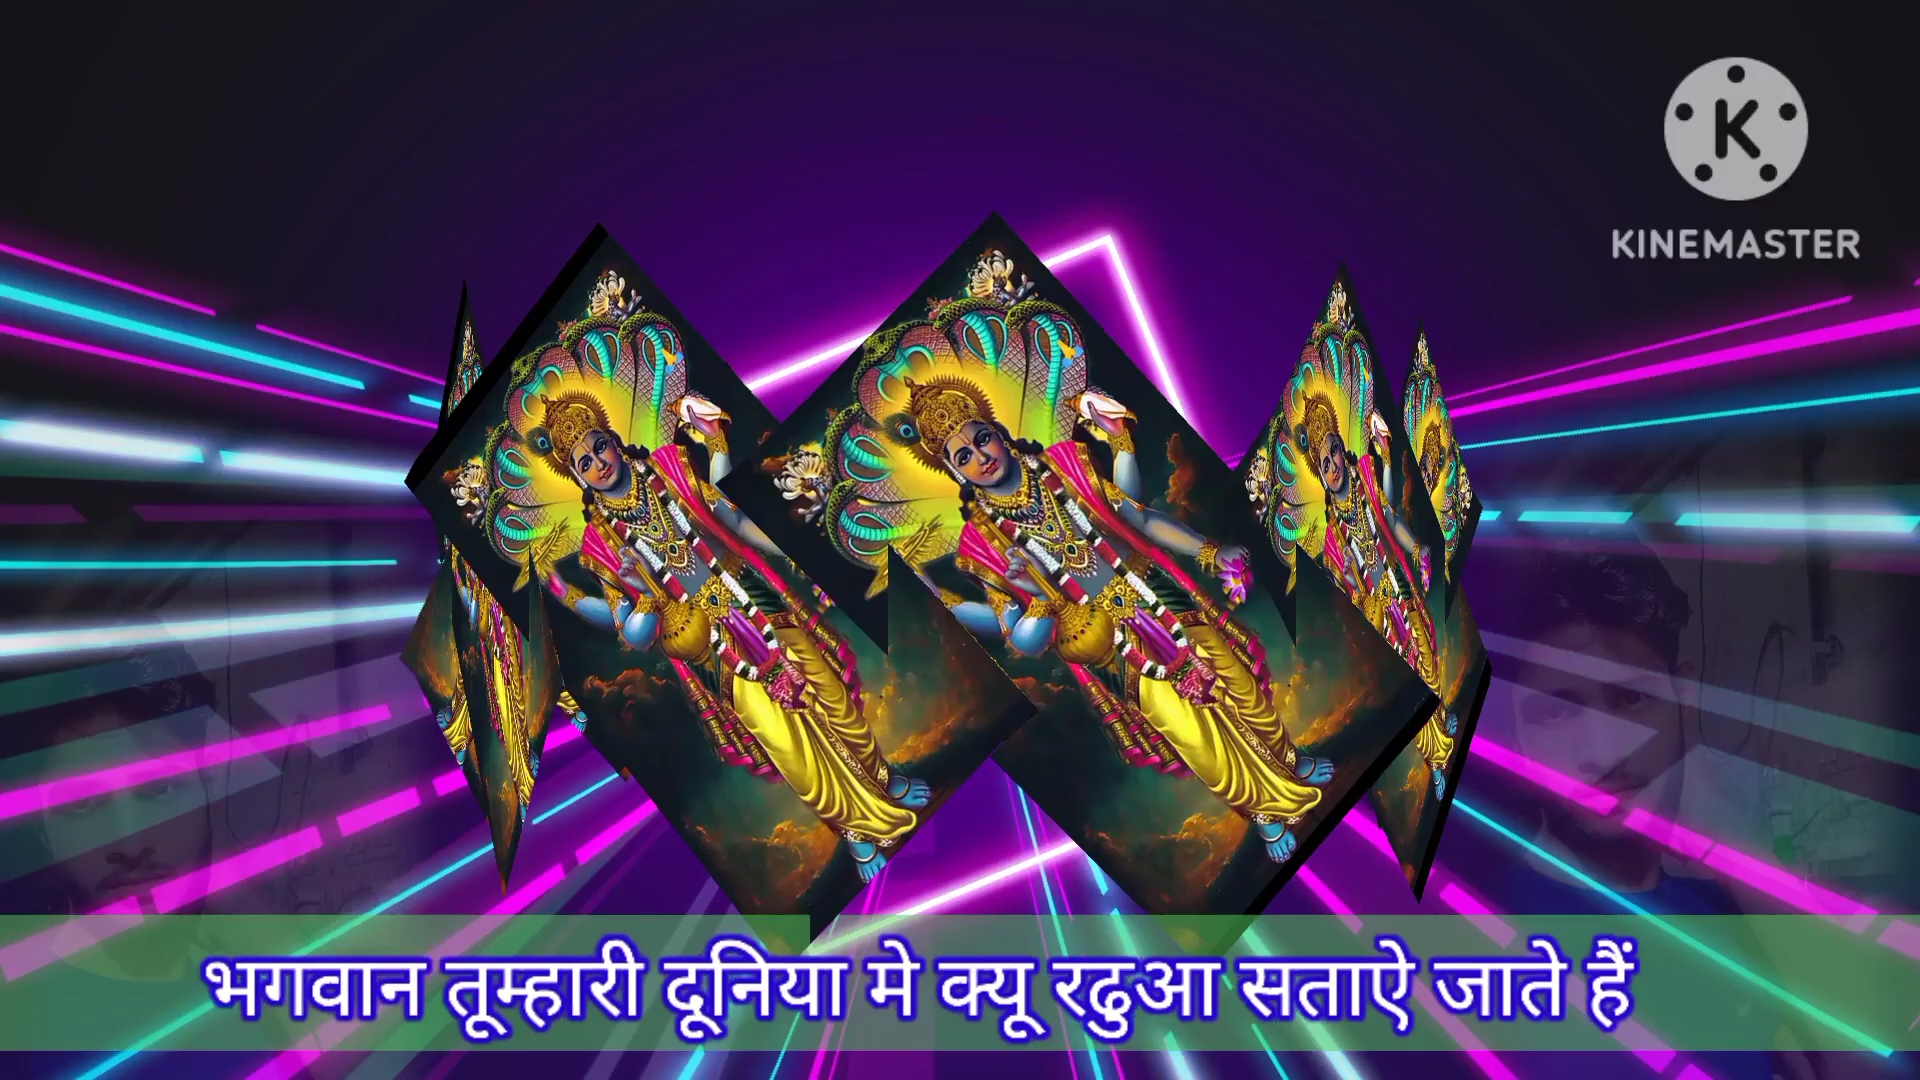 KINEMASTER
भगवान तूम्हारी दूनिया मे क्यू रढुआ सताऐ जाते हैं